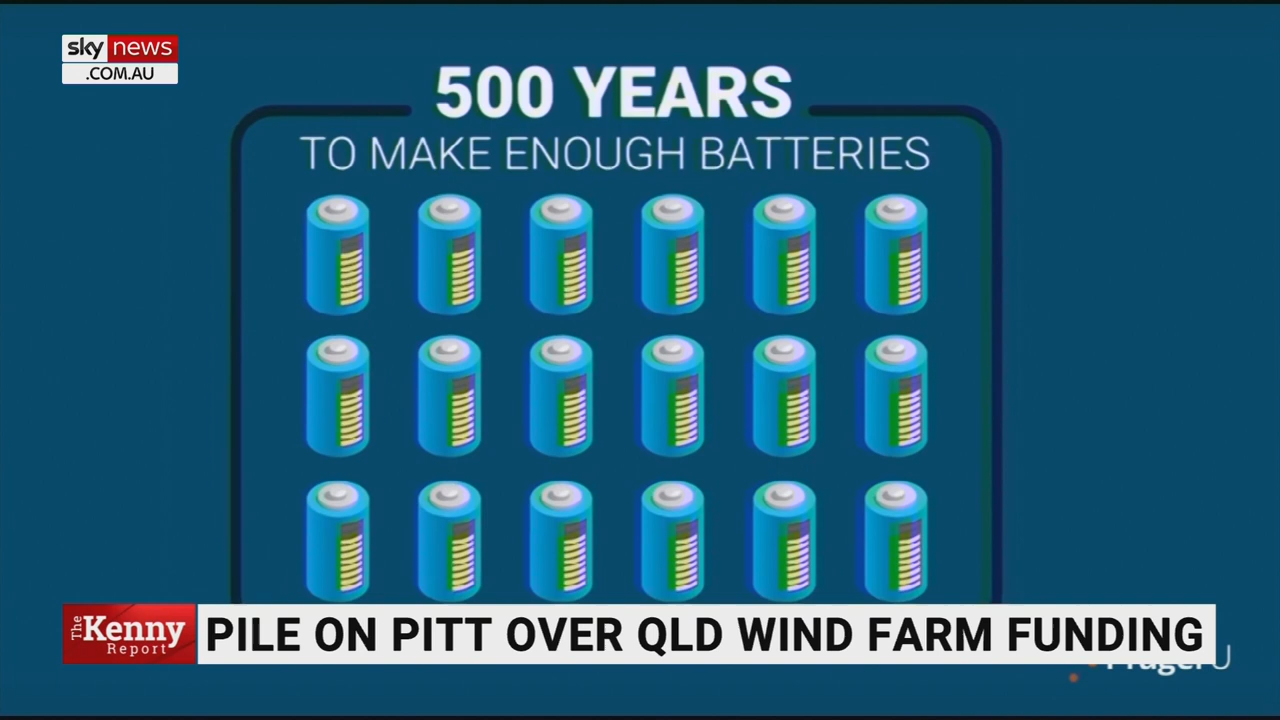 sky news
.COM.AU
500 YEARS
TO MAKE ENOUGH BATTERIES
The Kenny Report
PILE ON PITT OVER QLD WIND FARM FUNDING
PragerU